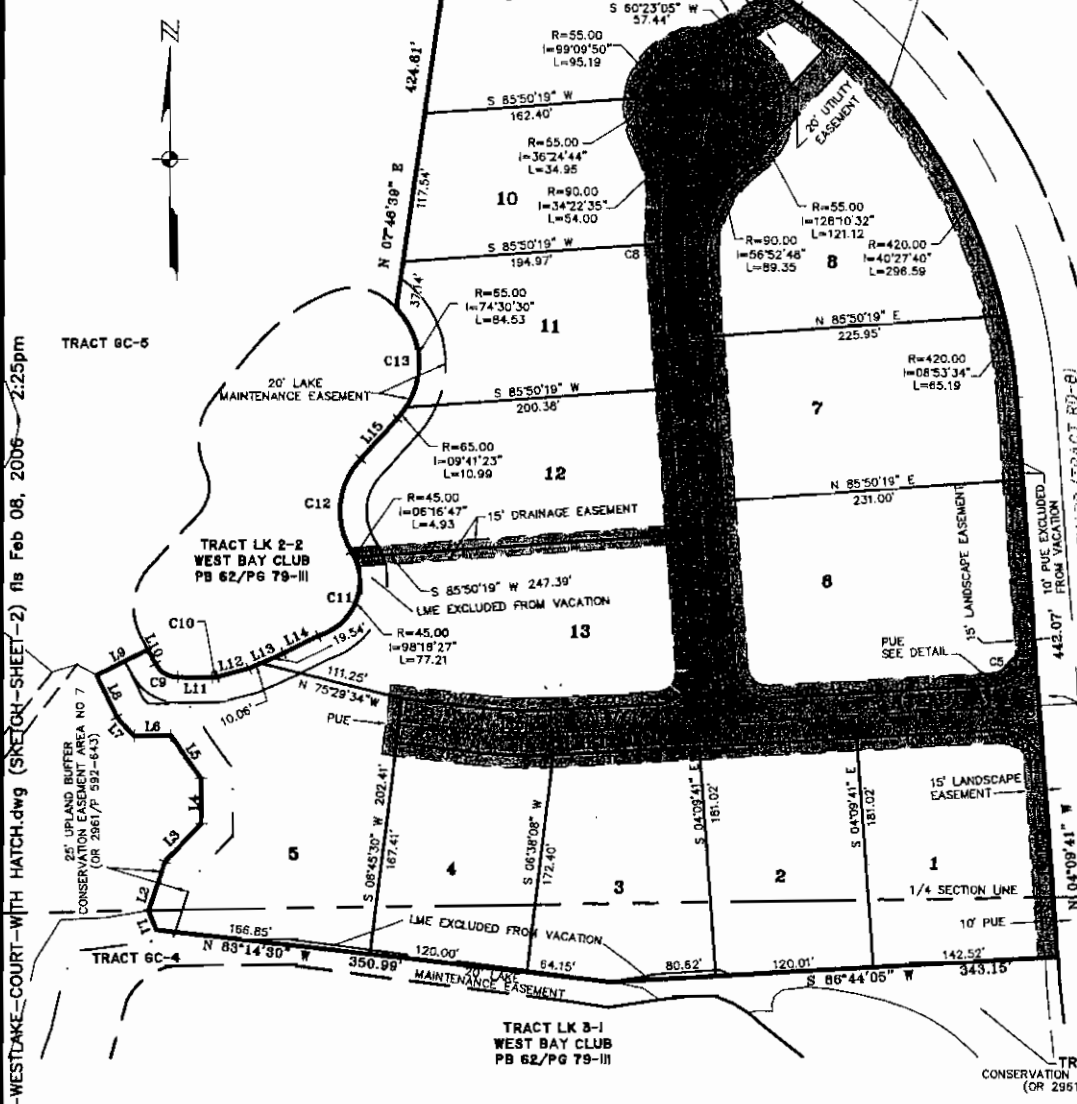 N
S 60°23'05" W
57.44'
R=55.00
I=99°09'50"
L=95.19
424.61'
S 85°50'19" W
162.40'
20' UTILITY
EASEMENT
R=55.00
I=36°24'44"
L=34.95
N 07°46'39" E
117.54'
10
R=90.00
I=34°22'35"
L=54.00
R=55.00
I=126°10'32"
L=121.12
S 85°50'19" W
194.97'
C8
R=90.00
I=56°52'48"
L=89.35
8
R=420.00
I=40°27'40"
L=296.59
37.14'
R=65.00
I=74°30'30"
L=84.53
11
N 85°50'19" E
225.95'
TRACT GC-5
C13
20' LAKE
MAINTENANCE EASEMENT
R=420.00
I=08°53'34"
L=65.19
S 85°50'19" W
200.38'
7
L15
R=65.00
I=09°41'23"
L=10.99
12
N 85°50'19" E
231.00'
C12
R=45.00
I=06°16'47"
L=4.93
15' DRAINAGE EASEMENT
TRACT LK 2-2
WEST BAY CLUB
PB 62/PG 79-111
15' LANDSCAPE EASEMENT
10' PUE EXCLUDED
FROM VACATION
(TRACT RD-8)
S 85°50'19" W 247.39'
C11
LME EXCLUDED FROM VACATION
6
C10
R=45.00
I=98°18'27"
L=77.21
13
PUE
SEE DETAIL
C5
442.07'
L9
L10
C9
L11
L12
L13
L14
19.54'
111.25'
N 75°29'34" W
10.06'
L8
L7
L6
PUE
L5
25' UPLAND BUFFER
CONSERVATION EASEMENT AREA NO 7
(OR 2961/P 592-643)
L4
L3
S 08°45'30" W 202.41'
167.41'
S 06°38'08" W
172.40'
S 04°09'41" E
181.02'
S 04°09'41" E
181.02'
15' LANDSCAPE
EASEMENT
N 04°09'41" W
5
4
3
2
1
1/4 SECTION LINE
L2
L1
LME EXCLUDED FROM VACATION
10' PUE
166.85'
N 83°14'30" W
350.99'
120.00'
64.15'
80.52'
120.01'
142.52'
S 86°44'05" W
343.15'
TRACT GC-4
20' LAKE
MAINTENANCE EASEMENT
TRACT LK 3-1
WEST BAY CLUB
PB 62/PG 79-111
TR
CONSERVATION
(OR 2961
-WESTLAKE-COURT-WITH HATCH.dwg (SKETCH-SHEET-2) fls Feb 08, 2006 2:25pm